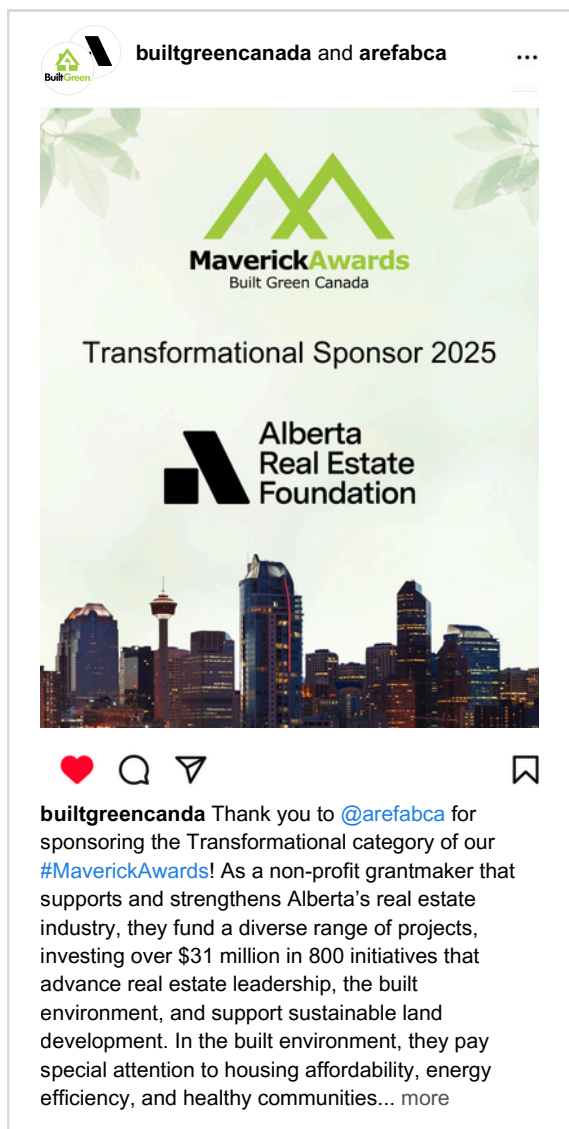 BuiltGreen
builtgreencanada and arefabca
MaverickAwards
Built Green Canada
Transformational Sponsor 2025
Alberta
Real Estate
Foundation
builtgreencanda Thank you to @arefabca for
sponsoring the Transformational category of our
#MaverickAwards! As a non-profit grantmaker that
supports and strengthens Alberta’s real estate
industry, they fund a diverse range of projects,
investing over $31 million in 800 initiatives that
advance real estate leadership, the built
environment, and support sustainable land
development. In the built environment, they pay
special attention to housing affordability, energy
efficiency, and healthy communities... more